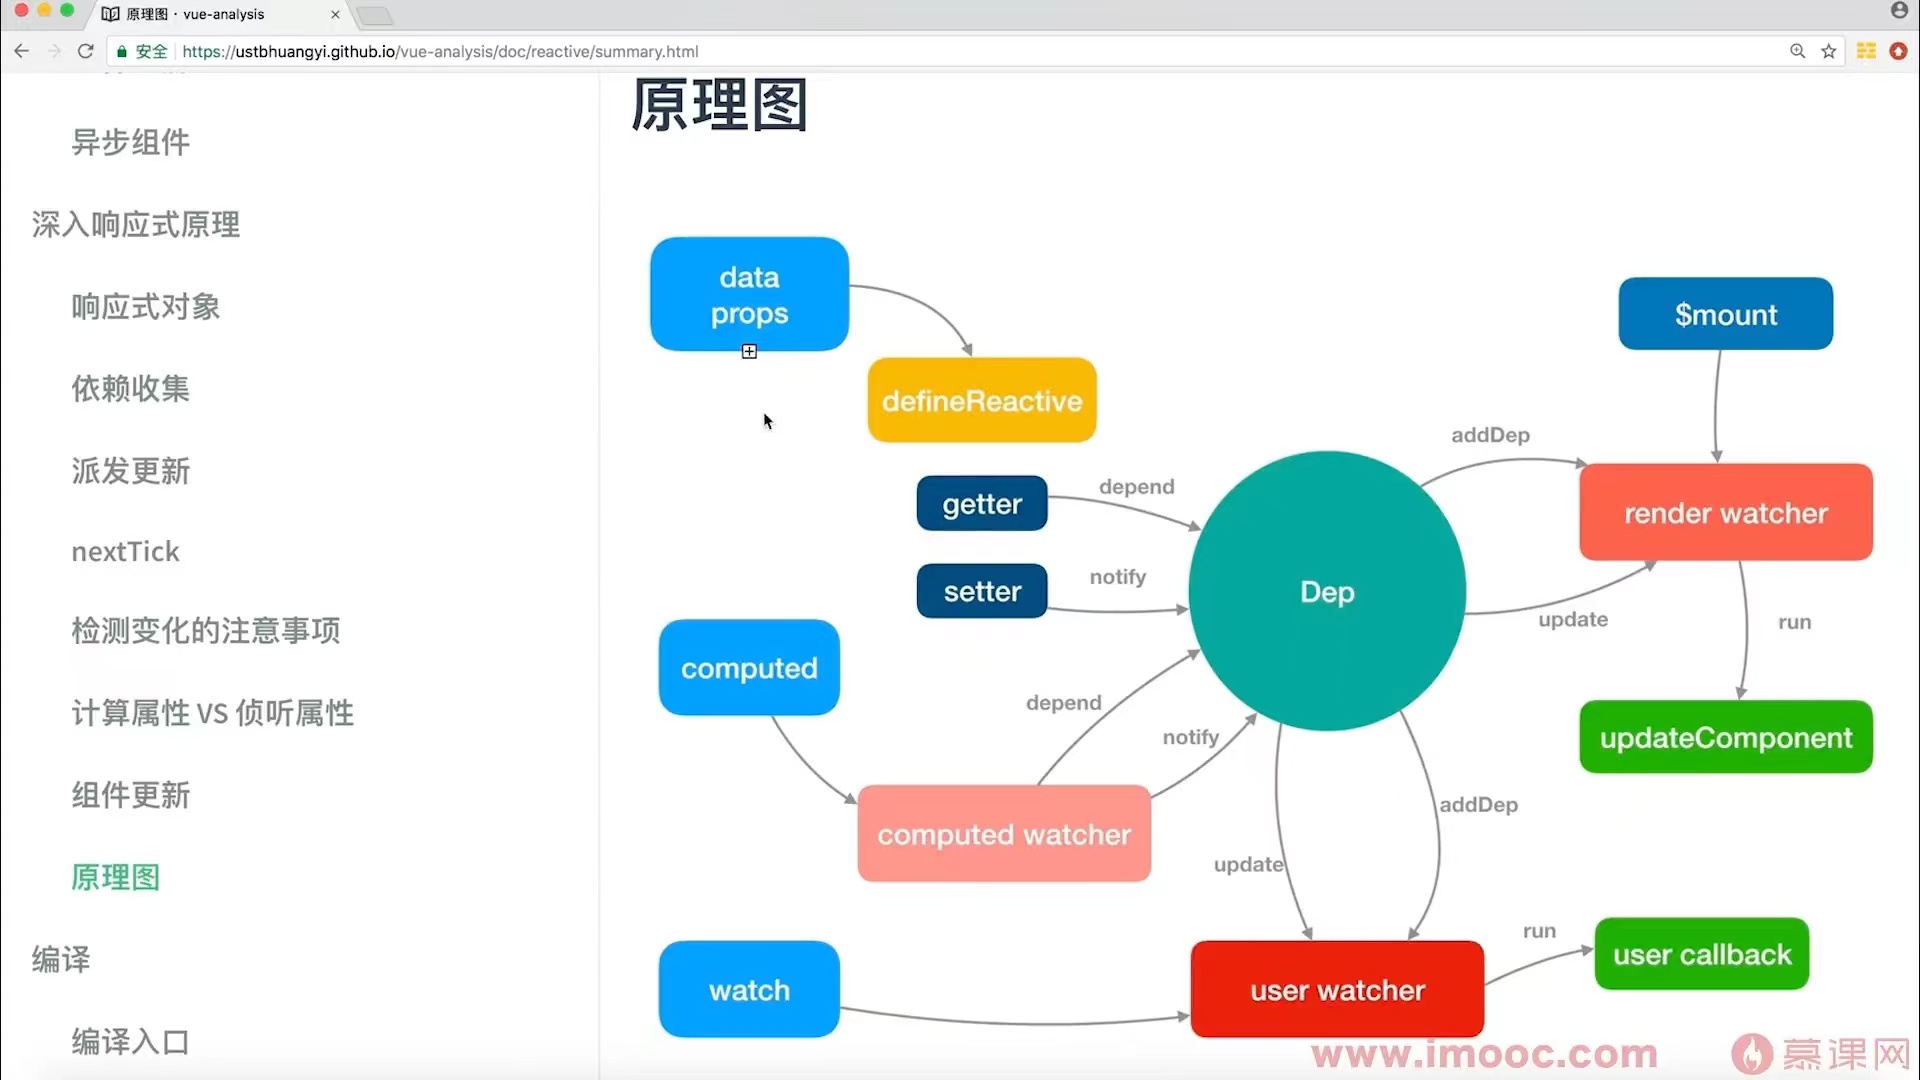 原理图 · vue-analysis
安全
https://ustbhuangyi.github.io/vue-analysis/doc/reactive/summary.html
异步组件
深入响应式原理
响应式对象
依赖收集
派发更新
nextTick
检测变化的注意事项
计算属性 VS 侦听属性
组件更新
原理图
编译
编译入口
原理图
data
props
defineReactive
$mount
addDep
getter
depend
render watcher
setter
notify
Dep
update
run
computed
depend
notify
updateComponent
computed watcher
addDep
update
watch
user watcher
run
user callback
www.imooc.com
慕课网